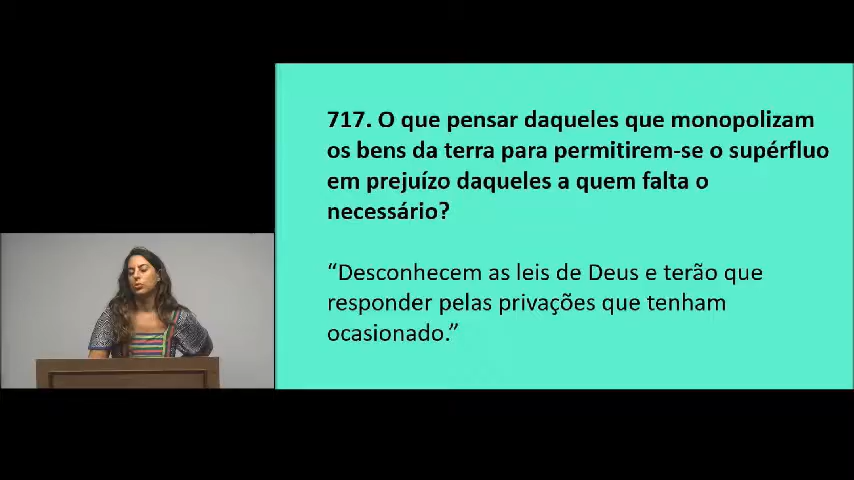 717. O que pensar daqueles que monopolizam
os bens da terra para permitirem-se o supérfluo
em prejuízo daqueles a quem falta o
necessário?
“Desconhecem as leis de Deus e terão que
responder pelas privações que tenham
ocasionado.”